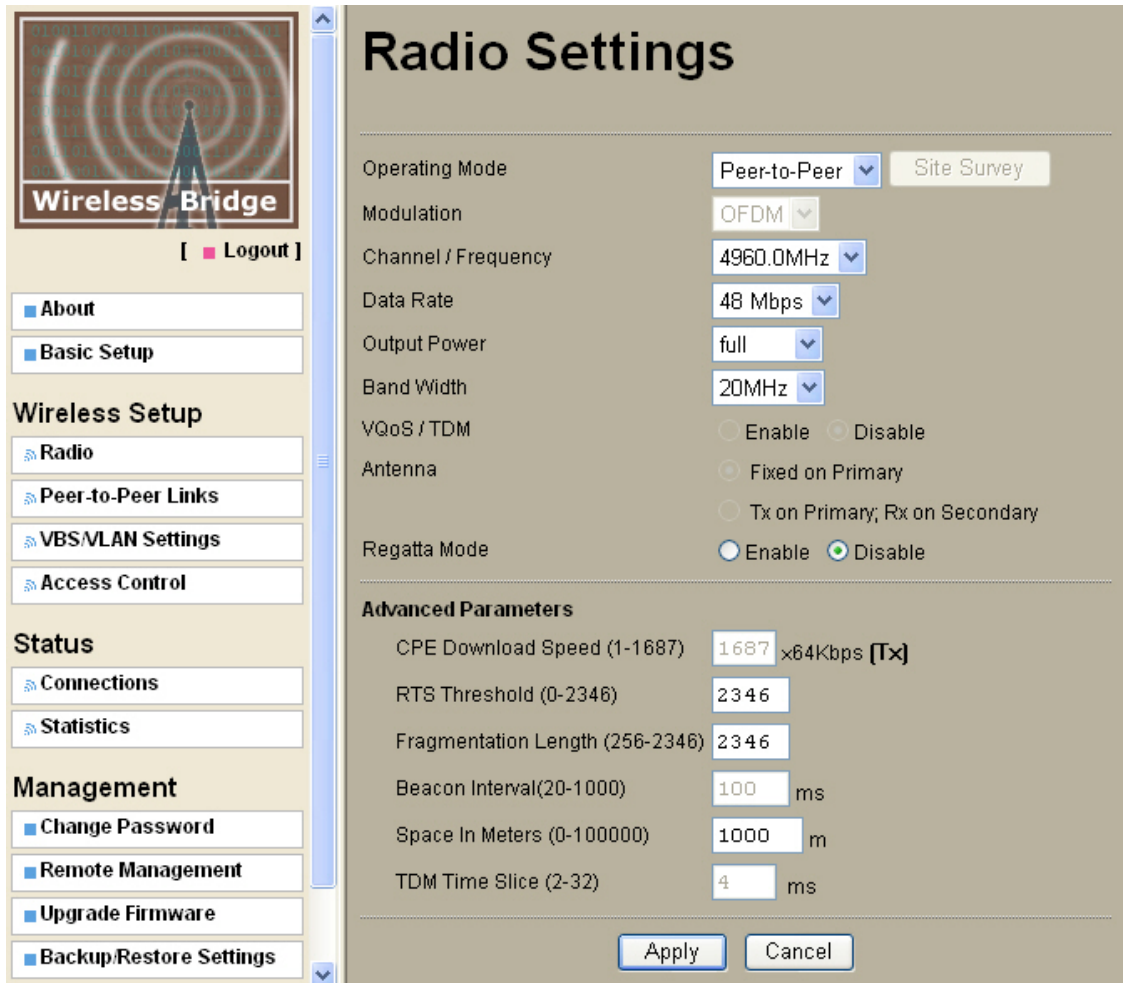 Wireless Bridge
[ Logout ]
About
Basic Setup
Wireless Setup
Radio
Peer-to-Peer Links
VBS/VLAN Settings
Access Control
Status
Connections
Statistics
Management
Change Password
Remote Management
Upgrade Firmware
Backup/Restore Settings
Radio Settings
Operating Mode Peer-to-Peer Site Survey
Modulation OFDM
Channel / Frequency 4960.0MHz
Data Rate 48 Mbps
Output Power full
Band Width 20MHz
VQoS / TDM Enable Disable
Antenna Fixed on Primary
Tx on Primary; Rx on Secondary
Regatta Mode Enable Disable
Advanced Parameters
CPE Download Speed (1-1687) 1687 x64Kbps (Tx)
RTS Threshold (0-2346) 2346
Fragmentation Length (256-2346) 2346
Beacon Interval(20-1000) 100 ms
Space In Meters (0-100000) 1000 m
TDM Time Slice (2-32) 4 ms
Apply Cancel